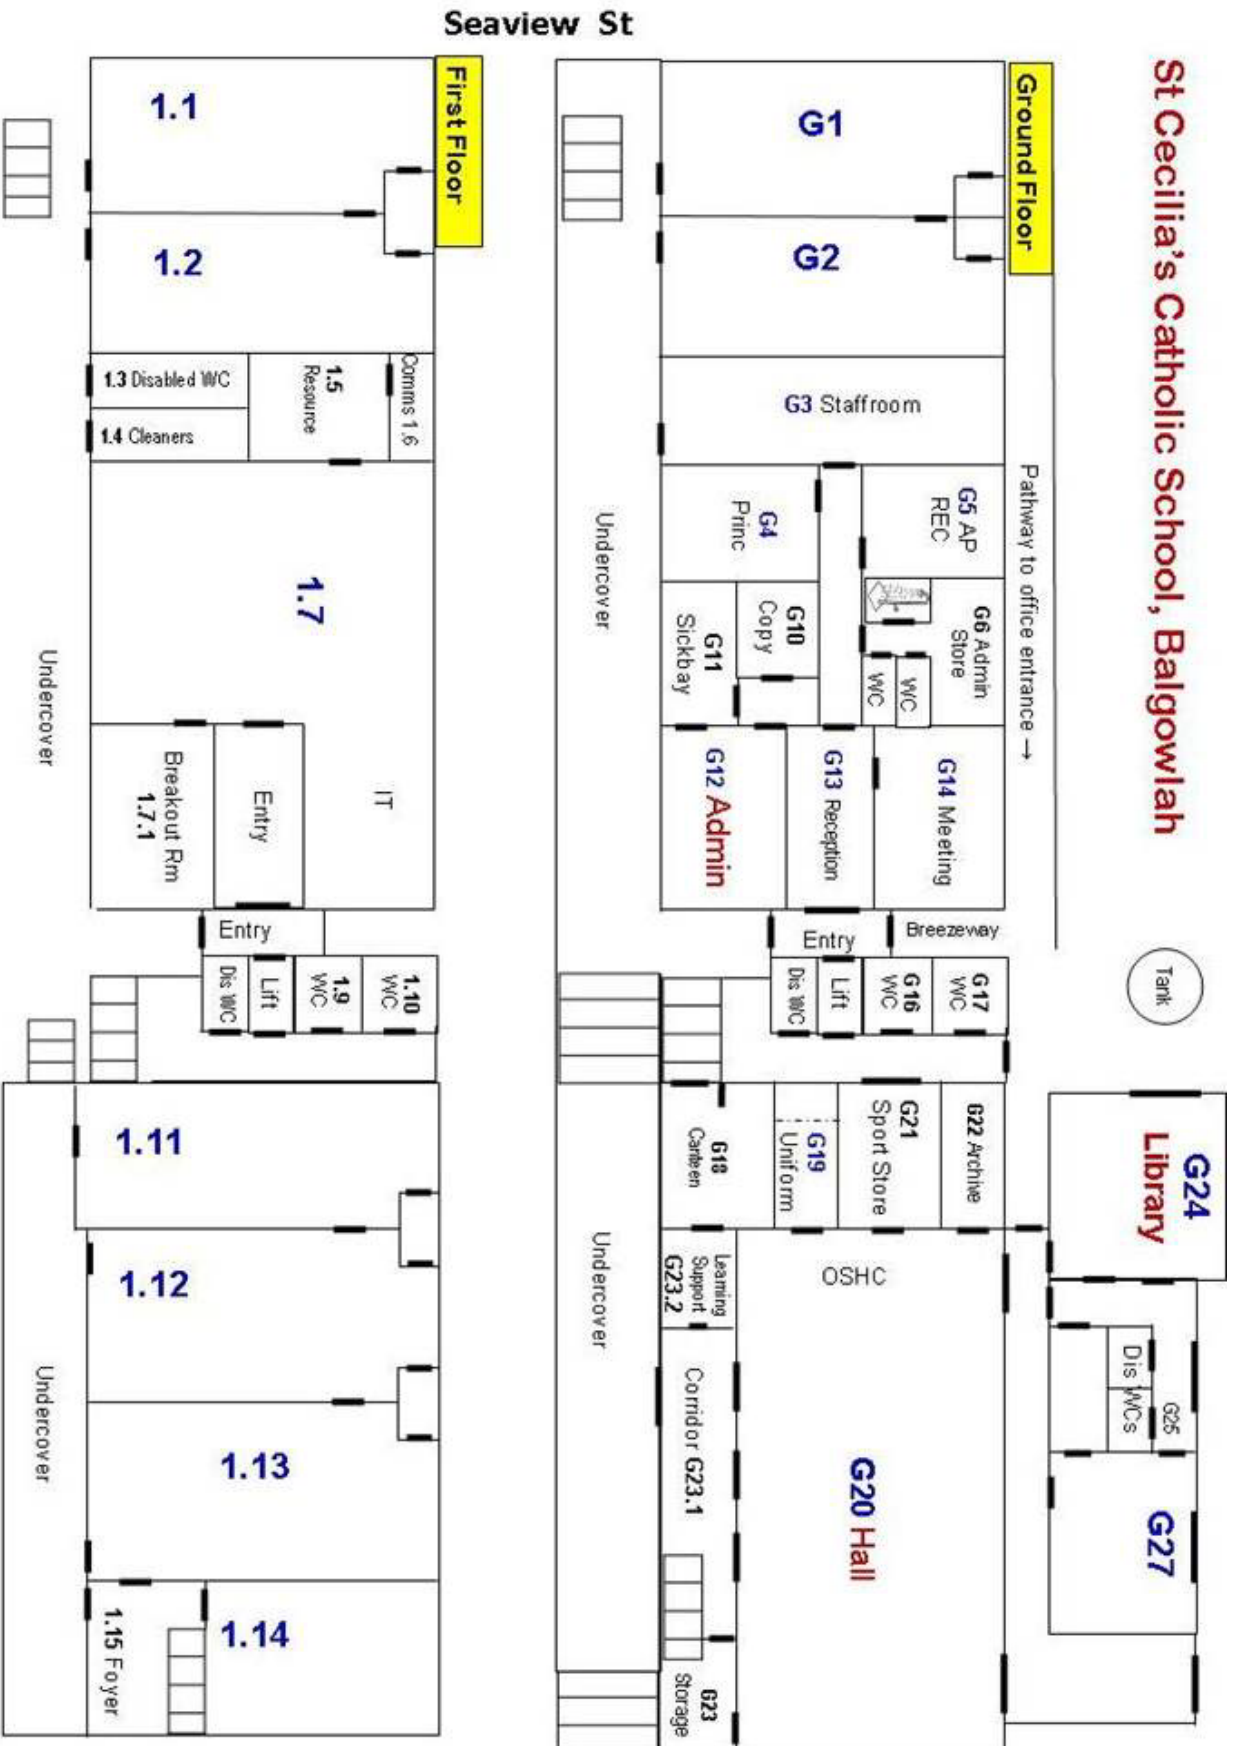 Seaview St
St Cecilia's Catholic School, Balgowlah
First Floor
1.1
1.2
1.3 Disabled WC
1.4 Cleaners
1.5
Resource
Comms 1.6
1.7
Undercover
IT
Entry
Breakout Rm
1.7.1
Entry
Dis WC
Lift
1.9
WC
1.10
WC
1.11
1.12
1.13
Undercover
1.14
1.15 Foyer
Ground Floor
G1
G2
G3 Staffroom
Pathway to office entrance →
Undercover
G4
Princ
G5 AP
REC
G6 Admin
Store
WC
WC
G10
Copy
G11
Sickbay
G12 Admin
G13 Reception
G14 Meeting
Entry
Breezeway
Tank
Dis WC
Lift
G16
WC
G17
WC
G18
Canteen
G19
Uniform
G21
Sport Store
G22 Archive
G24
Library
Undercover
Learning
Support
G23.2
OSHC
Corridor G23.1
G20 Hall
Dis WCs
G25
G27
G23
Storage